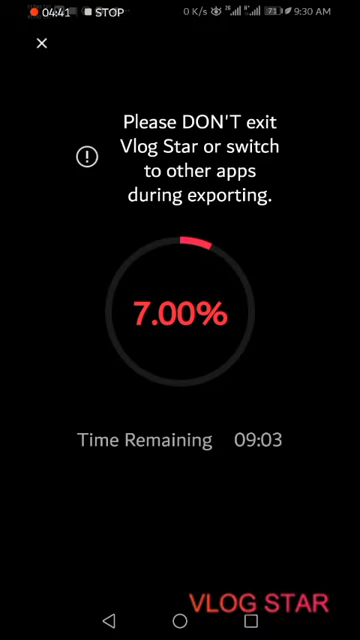 04:41 STOP 0 K/s 71 9:30 AM
Please DON'T exit
Vlog Star or switch
to other apps
during exporting.
7.00%
Time Remaining 09:03
VLOG STAR